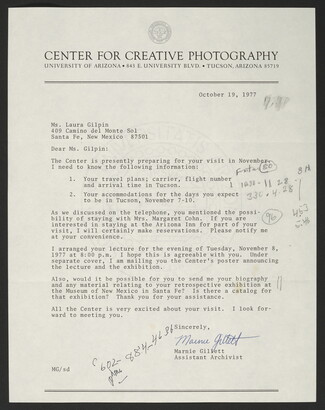 CENTER FOR CREATIVE PHOTOGRAPHY
UNIVERSITY OF ARIZONA • 843 E. UNIVERSITY BLVD. • TUCSON, ARIZONA 85719
October 19, 1977
Ms. Laura Gilpin
409 Camino del Monte Sol
Santa Fe, New Mexico 87501
Dear Ms. Gilpin:
The Center is presently preparing for your visit in November.
I need to know the following information:
1. Your travel plans; carrier, flight number
and arrival time in Tucson.
2. Your accommodations for the days you expect
to be in Tucson, November 7-10.
As we discussed on the telephone, you mentioned the possi-
bility of staying with Mrs. Margaret Cohn. If you are
interested in staying at the Arizona Inn for part of your
visit, I will certainly make reservations. Please notify me
at your convenience.
I arranged your lecture for the evening of Tuesday, November 8,
1977 at 8:00 p.m. I hope this is agreeable with you. Under
separate cover, I am mailing you the Center's poster announcing
the lecture and the exhibition.
Also, would it be possible for you to send me your biography
and any material relating to your retrospective exhibition at
the Museum of New Mexico in Santa Fe? Is there a catalog for
that exhibition? Thank you for your assistance.
All the Center is very excited about your visit. I look for-
ward to meeting you.
Sincerely,
Marnie Gillett
Marnie Gillett
Assistant Archivist
MG/sd
602-884-4636